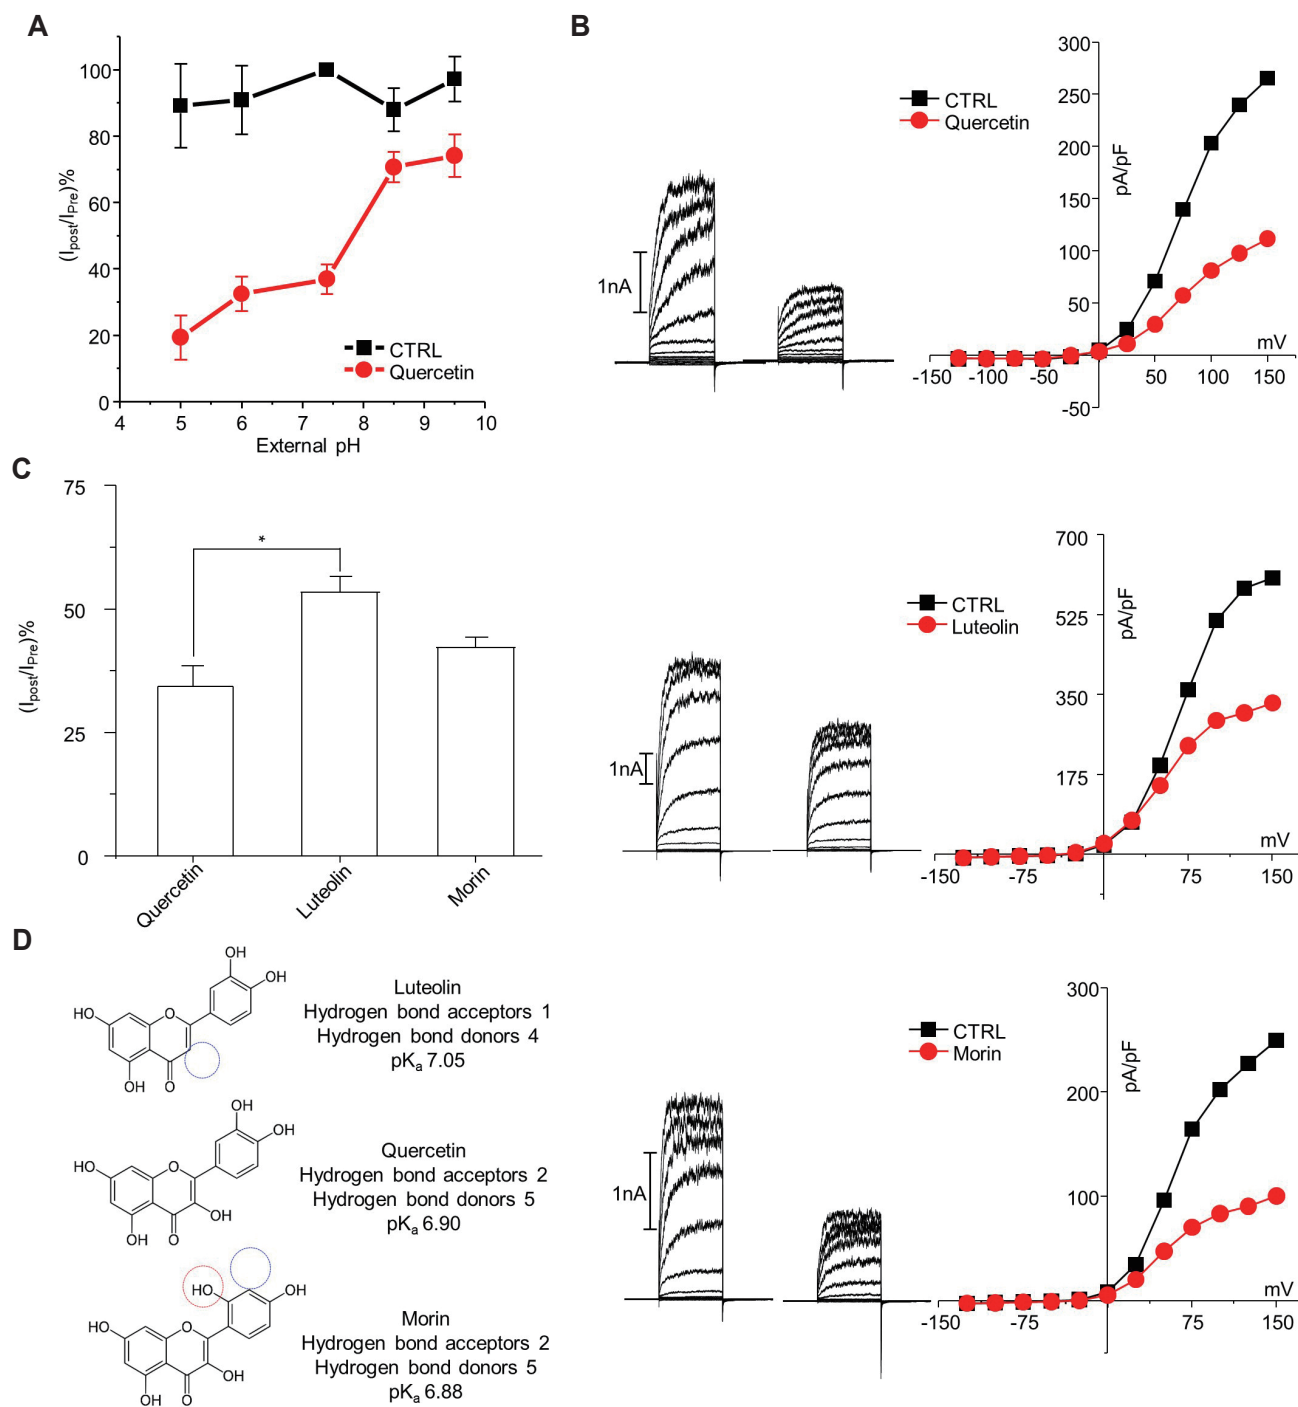 A
(Ipost/IPre)%
100
80
60
40
20
0
4 5 6 7 8 9 10
External pH
CTRL
Quercetin
B
1nA
CTRL
Quercetin
pA/pF
300
250
200
150
100
50
-50
mV
-150 -100 -50 50 100 150
C
(Ipost/IPre)%
75
50
25
0
*
Quercetin
Luteolin
Morin
1nA
CTRL
Luteolin
pA/pF
700
525
350
175
mV
-150 -75 75 150
D
OH
OH
HO
O
OH
O
Luteolin
Hydrogen bond acceptors 1
Hydrogen bond donors 4
pKa 7.05
OH
OH
HO
O
OH
OH
O
Quercetin
Hydrogen bond acceptors 2
Hydrogen bond donors 5
pKa 6.90
HO
OH
HO
O
OH
OH
O
Morin
Hydrogen bond acceptors 2
Hydrogen bond donors 5
pKa 6.88
1nA
CTRL
Morin
pA/pF
300
200
100
mV
-150 -75 75 150